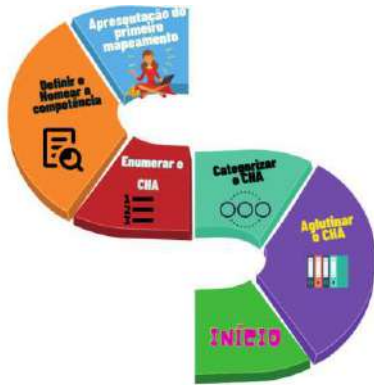 Apresentação do
primeiro
mapeamento
Definir e
Nomear a
competência
Enumerar o
CHA
Categorizar
o CHA
Aglutinar
o CHA
INÍCIO